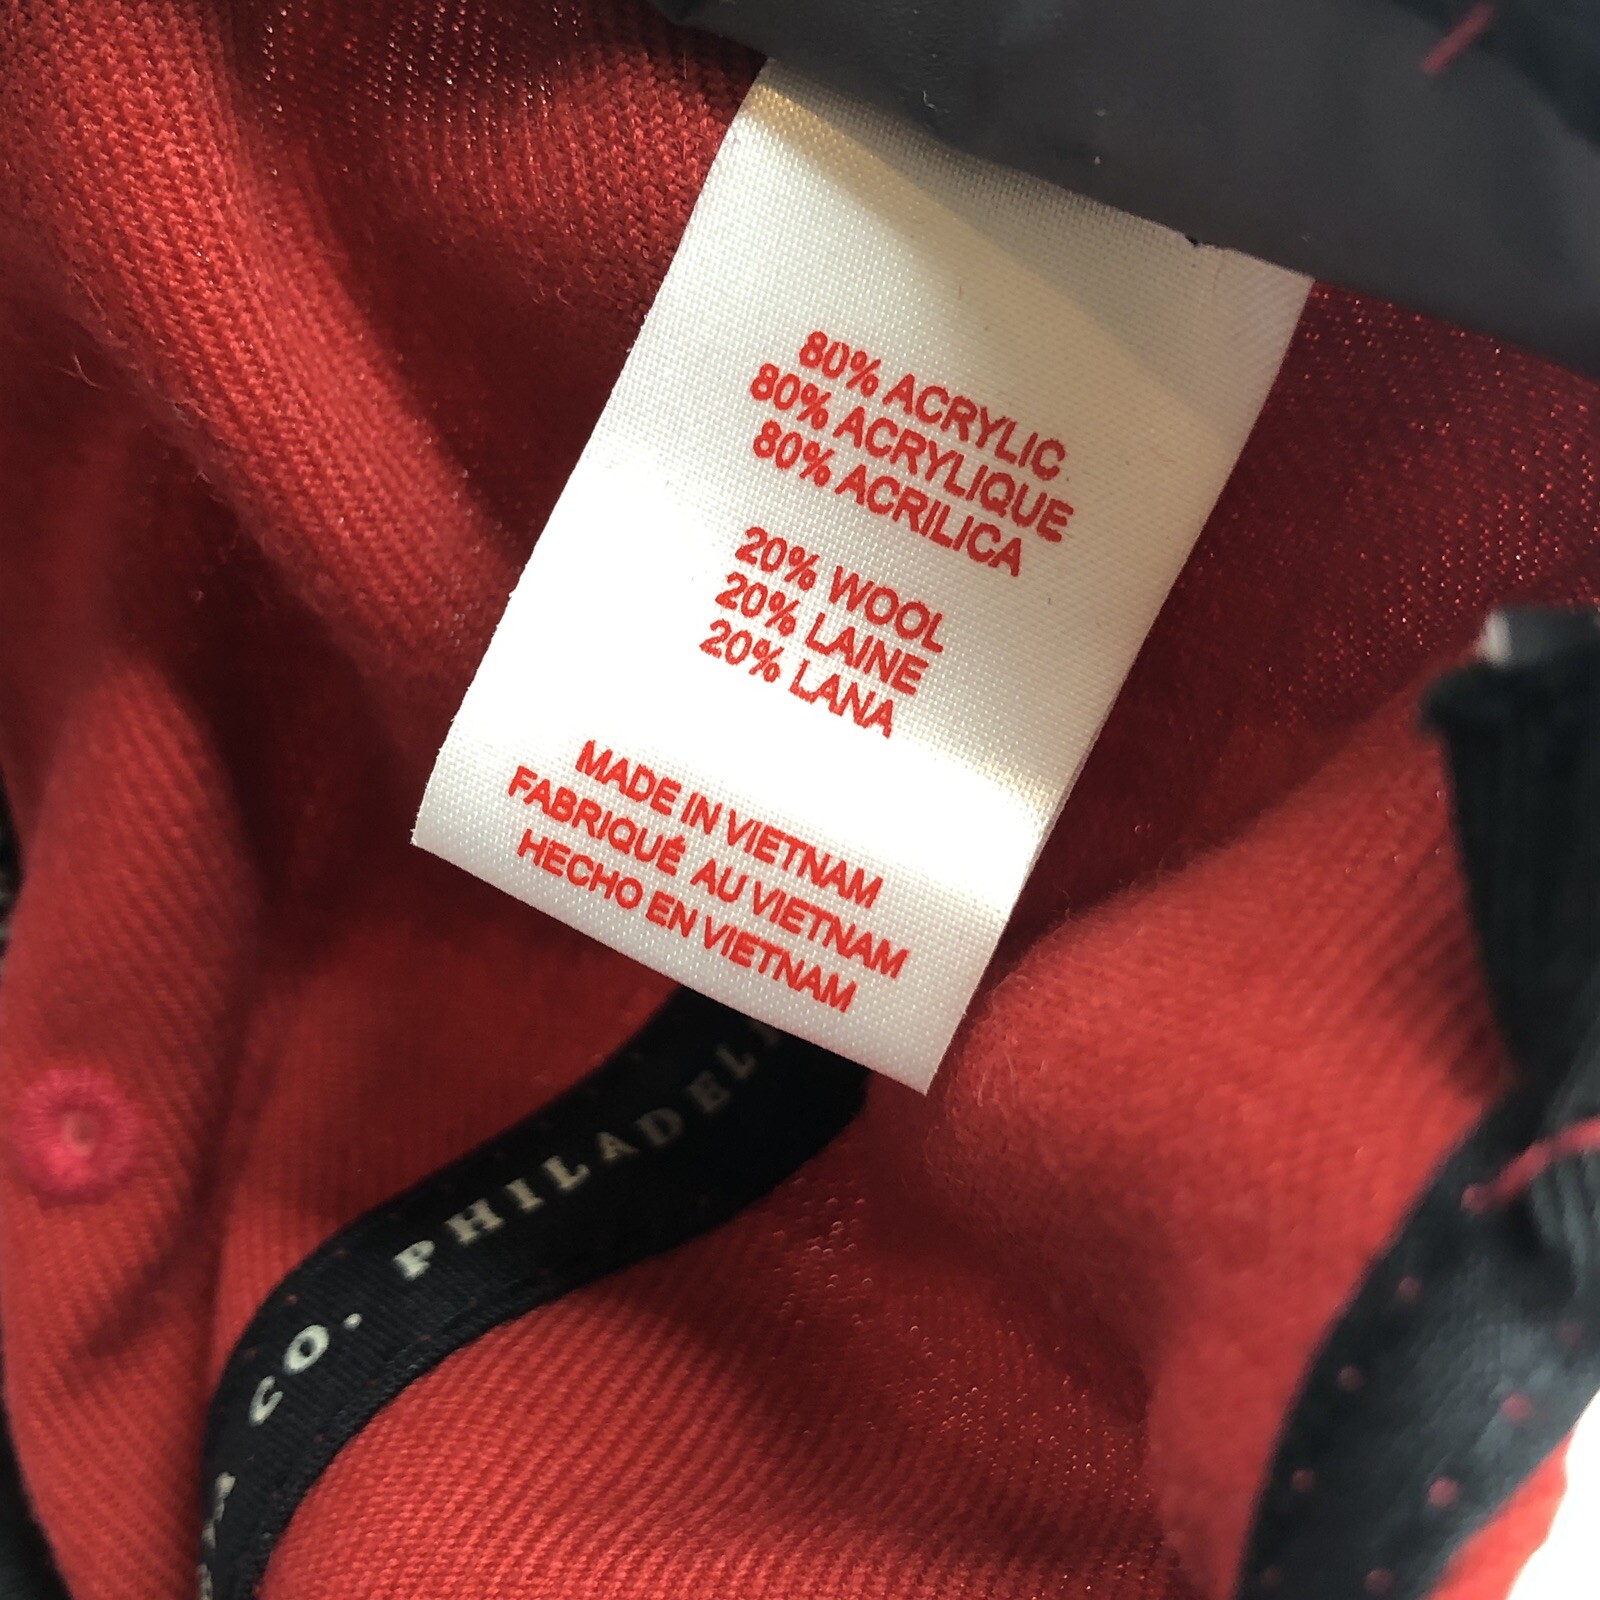 80% ACRYLIC
80% ACRYLIQUE
80% ACRILICA
20% WOOL
20% LAINE
20% LANA
MADE IN VIETNAM
FABRIQUÉ AU VIETNAM
HECHO EN VIETNAM
CO. PHILADEL